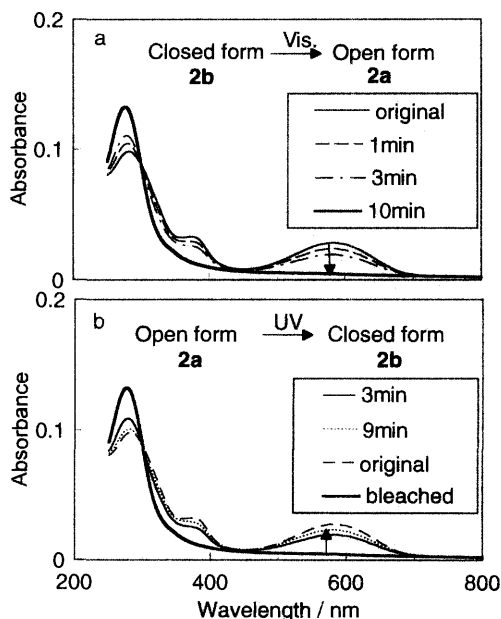 0.2
a
Vis.
Closed form
Open form
2b
2a
original
1min
3min
10min
0.1
0
Absorbance
0.2
b
UV
Open form
Closed form
2a
2b
3min
9min
original
bleached
0.1
0
Absorbance
200 400 600 800
Wavelength / nm